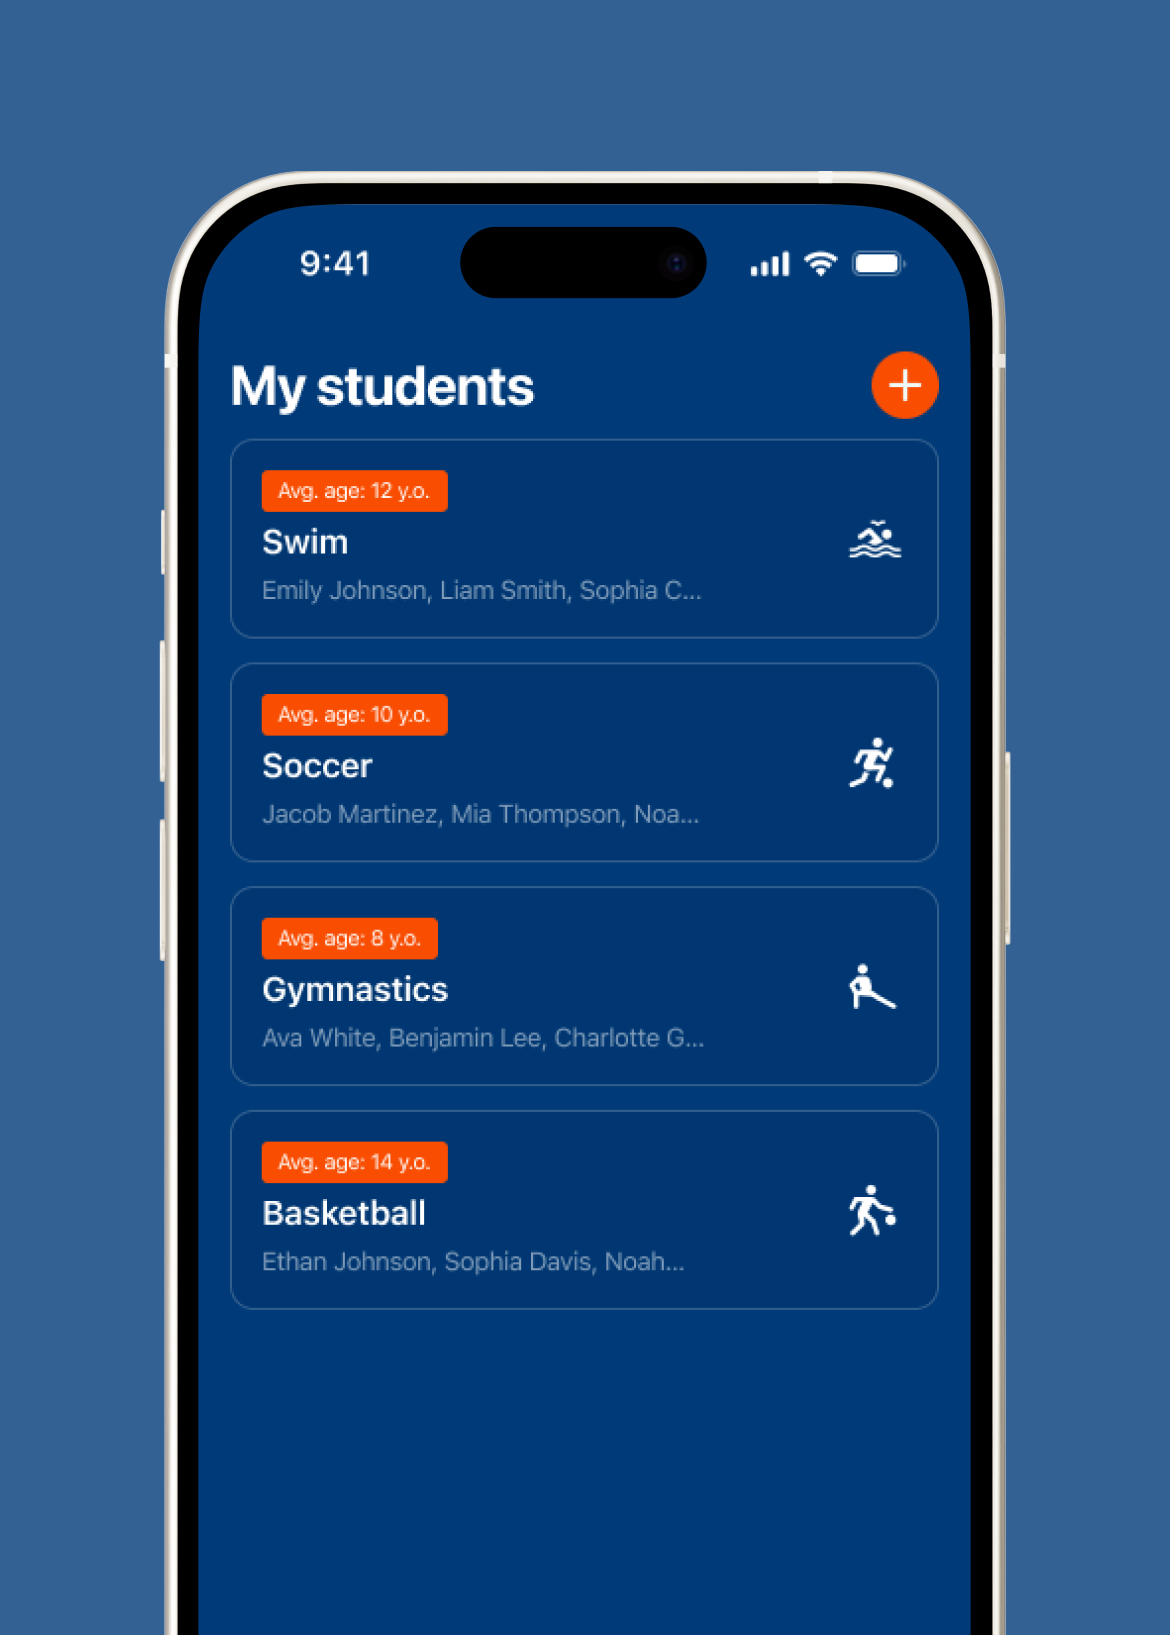 9:41
My students
Avg. age: 12 y.o.
Swim
Emily Johnson, Liam Smith, Sophia C...
Avg. age: 10 y.o.
Soccer
Jacob Martinez, Mia Thompson, Noa...
Avg. age: 8 y.o.
Gymnastics
Ava White, Benjamin Lee, Charlotte G...
Avg. age: 14 y.o.
Basketball
Ethan Johnson, Sophia Davis, Noah...